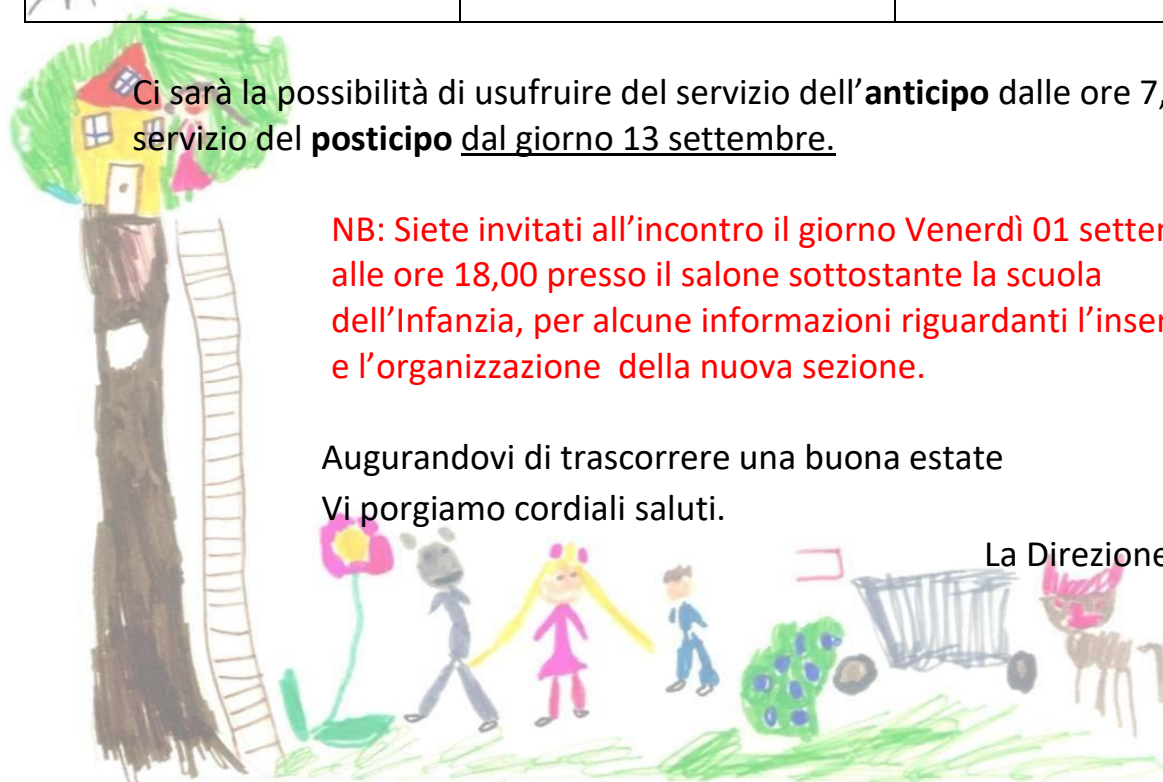 Ci sarà la possibilità di usufruire del servizio dell’anticipo dalle ore 7,
servizio del posticipo dal giorno 13 settembre.
NB: Siete invitati all’incontro il giorno Venerdì 01
alle ore 18,00 presso il salone sottostante la scuola
dell’Infanzia, per alcune informazioni riguardanti
e l’organizzazione della nuova sezione.
Augurandovi di trascorrere una buona estate
Vi porgiamo cordiali saluti.
La Direzione